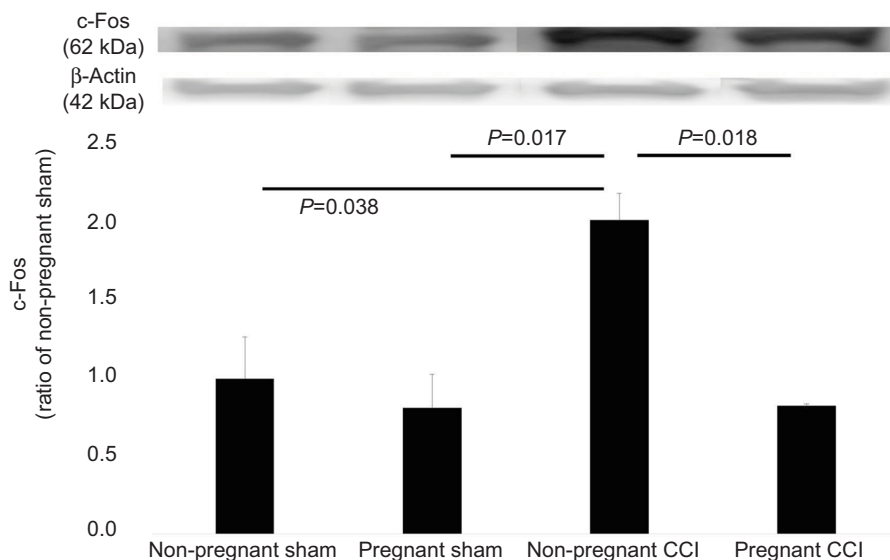 c-Fos
(62 kDa)
β-Actin
(42 kDa)
2.5
2.0
1.5
1.0
0.5
0.0
c-Fos
(ratio of non-pregnant sham)
P=0.017
P=0.018
P=0.038
Non-pregnant sham
Pregnant sham
Non-pregnant CCI
Pregnant CCI